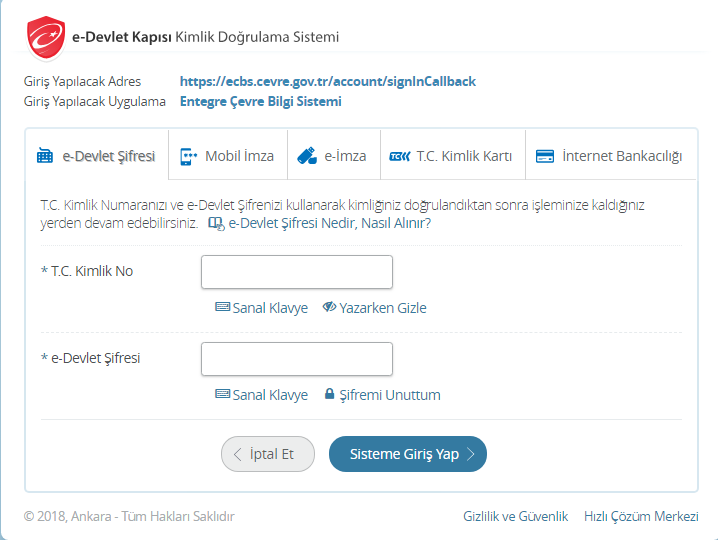 e-Devlet Kapısı Kimlik Doğrulama Sistemi
Giriş Yapılacak Adres https://ecbs.cevre.gov.tr/account/signInCallback
Giriş Yapılacak Uygulama Entegre Çevre Bilgi Sistemi
e-Devlet Şifresi Mobil İmza e-İmza T.C. Kimlik Kartı İnternet Bankacılığı
T.C. Kimlik Numaranızı ve e-Devlet Şifrenizi kullanarak kimliğiniz doğrulandıktan sonra işleminize kaldığınız
yerden devam edebilirsiniz. e-Devlet Şifresi Nedir, Nasıl Alınır?
* T.C. Kimlik No
Sanal Klavye Yazarken Gizle
* e-Devlet Şifresi
Sanal Klavye Şifremi Unuttum
İptal Et Sisteme Giriş Yap
© 2018, Ankara - Tüm Hakları Saklıdır Gizlilik ve Güvenlik Hızlı Çözüm Merkezi